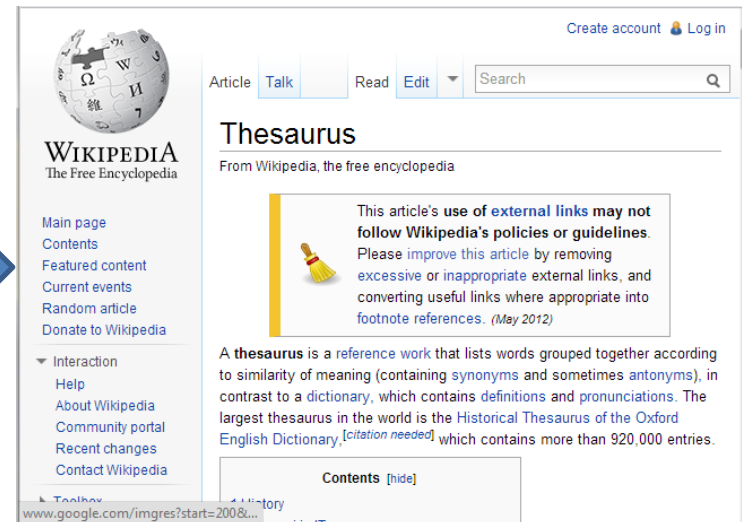 Create account Log in
Article Talk Read Edit Search
Ω W И 維 7
WIKIPEDIA
The Free Encyclopedia
Main page
Contents
Featured content
Current events
Random article
Donate to Wikipedia
Interaction
Help
About Wikipedia
Community portal
Recent changes
Contact Wikipedia
Toolbox
Thesaurus
From Wikipedia, the free encyclopedia
This article's use of external links may not
follow Wikipedia's policies or guidelines.
Please improve this article by removing
excessive or inappropriate external links, and
converting useful links where appropriate into
footnote references. (May 2012)
A thesaurus is a reference work that lists words grouped together according
to similarity of meaning (containing synonyms and sometimes antonyms), in
contrast to a dictionary, which contains definitions and pronunciations. The
largest thesaurus in the world is the Historical Thesaurus of the Oxford
English Dictionary,[citation needed] which contains more than 920,000 entries.
Contents [hide]
1 History
www.google.com/imgres?start=200&...